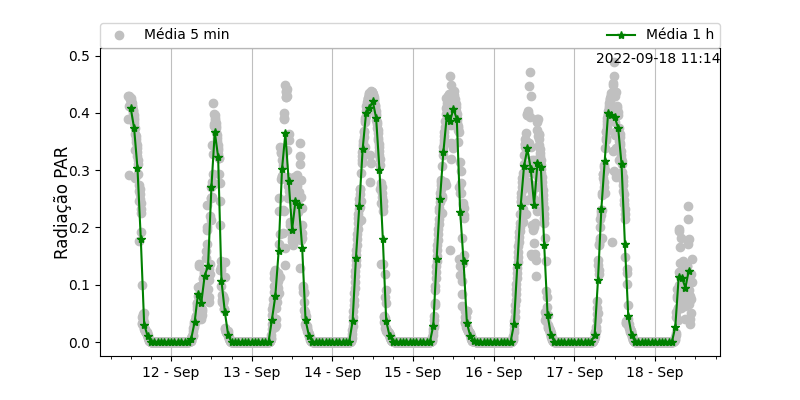 Média 5 min
Média 1 h
2022-09-18 11:14
Radiação PAR
0.5
0.4
0.3
0.2
0.1
0.0
12 - Sep
13 - Sep
14 - Sep
15 - Sep
16 - Sep
17 - Sep
18 - Sep